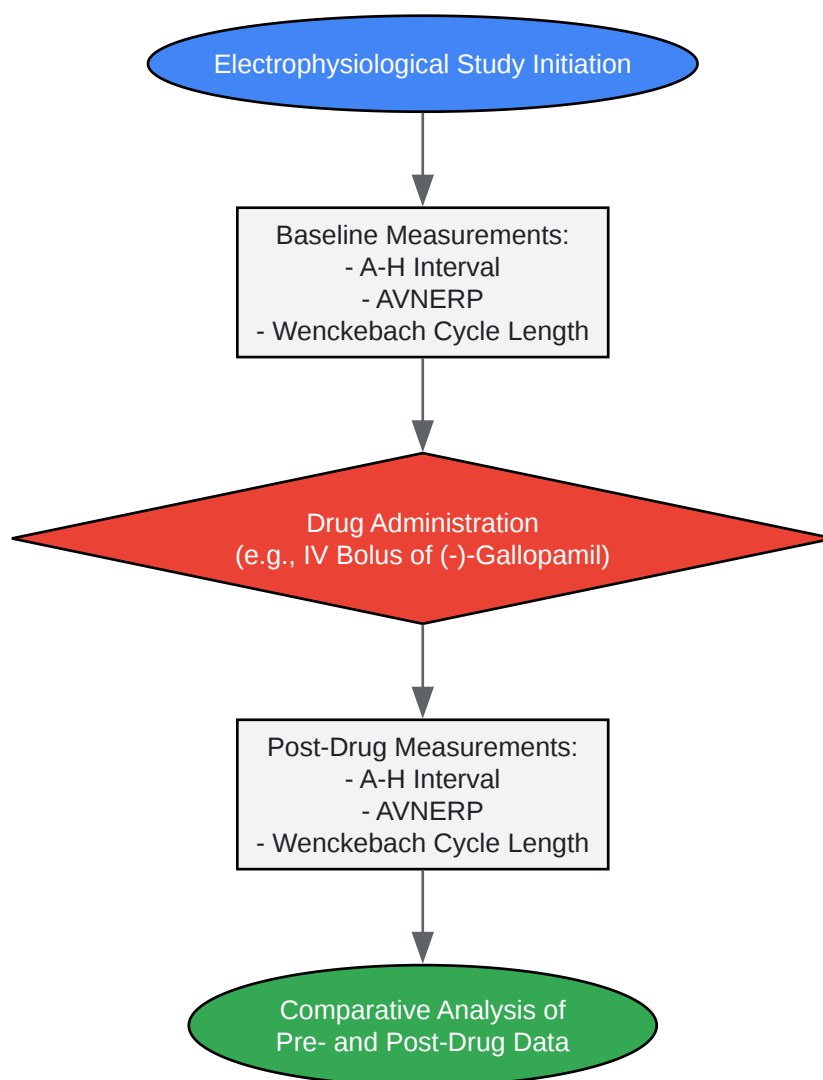 Electrophysiological Study Initiation
Baseline Measurements:
- A-H Interval
- AVNERP
- Wenckebach Cycle Length
Drug Administration
(e.g., IV Bolus of (-)-Gallopamil)
Post-Drug Measurements:
- A-H Interval
- AVNERP
- Wenckebach Cycle Length
Comparative Analysis of
Pre- and Post-Drug Data